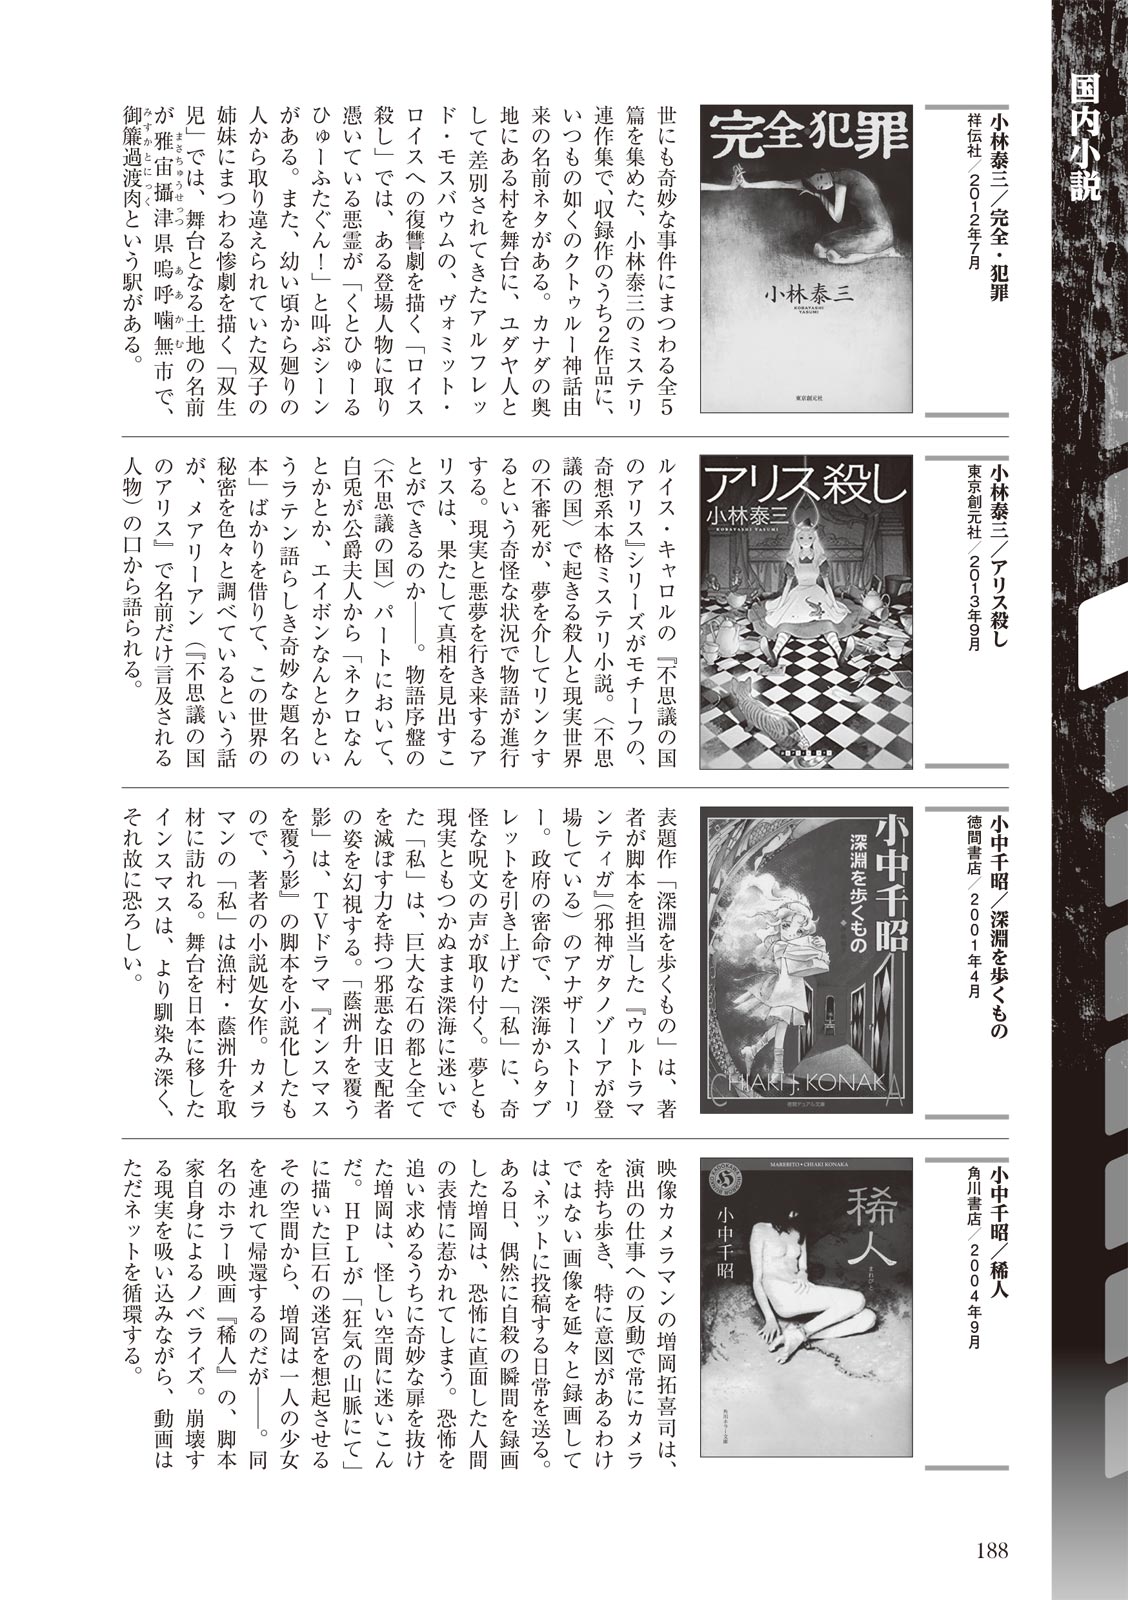 国内小説
小林泰三／完全・犯罪
祥伝社／2012年7月
完全犯罪
小林泰三
KOBAYASHI
YASUMI
東京創元社
世にも奇妙な事件にまつわる全5
篇を集めた、小林泰三のミステリ
連作集で、収録作のうち2作品に、
いつもの如くのクトゥルー神話由
来の名前ネタがある。カナダの奥
地にある村を舞台に、ユダヤ人と
して差別されてきたアルフレッ
ド・モスバウムの、ヴォミット・
ロイスへの復讐劇を描く「ロイス
殺し」では、ある登場人物に取り
憑いている悪霊が「くとひゅーる
ひゅーふたぐん！」と叫ぶシーン
がある。また、幼い頃から廻りの
人から取り違えられていた双子の
姉妹にまつわる惨劇を描く「双生
児」では、舞台となる土地の名前
が雅宙攝津県嗚呼噛無市で、
まさちゅうせっつ　あ　あ　か　む
御簾過渡肉という駅がある。
みすかとにっく
小林泰三／アリス殺し
東京創元社／2013年9月
アリス殺し
小林泰三
KOBAYASHI YASUMI
ルイス・キャロルの『不思議の国
のアリス』シリーズがモチーフの、
奇想系本格ミステリ小説。〈不思
議の国〉で起きる殺人と現実世界
の不審死が、夢を介してリンクす
るという奇怪な状況で物語が進行
する。現実と悪夢を行き来するア
リスは、果たして真相を見出すこ
とができるのか――。物語序盤の
〈不思議の国〉パートにおいて、
白兎が公爵夫人から「ネクロなん
とかとか、エイボンなんとかとい
うラテン語らしき奇妙な題名の
本」ばかりを借りて、この世界の
秘密を色々と調べているという話
が、メアリーアン（『不思議の国
のアリス』で名前だけ言及される
人物）の口から語られる。
小中千昭／深淵を歩くもの
徳間書店／2001年4月
小中千昭
深淵を歩くもの
CHIAKI J. KONAKA
徳間デュアル文庫
表題作「深淵を歩くもの」は、著
者が脚本を担当した『ウルトラマ
ンティガ』（邪神ガタノゾーアが登
場している）のアナザーストーリ
ー。政府の密命で、深海からタブ
レットを引き上げた「私」に、奇
怪な呪文の声が取り付く。夢とも
現実ともつかぬまま深海に迷いで
た「私」は、巨大な石の都と全て
を滅ぼす力を持つ邪悪な旧支配者
の姿を幻視する。「蔭洲升を覆う
影」は、TVドラマ『インスマス
を覆う影』の脚本を小説化したも
ので、著者の小説処女作。カメラ
マンの「私」は漁村・蔭洲升を取
材に訪れる。舞台を日本に移した
インスマスは、より馴染み深く、
それ故に恐ろしい。
小中千昭／稀人
角川書店／2004年9月
MAREBITO・CHIAKI KONAKA
稀人
まれびと
小中千昭
角川ホラー文庫
映像カメラマンの増岡拓喜司は、
演出の仕事への反動で常にカメラ
を持ち歩き、特に意図があるわけ
ではない画像を延々と録画して
は、ネットに投稿する日常を送る。
ある日、偶然に自殺の瞬間を録画
した増岡は、恐怖に直面した人間
の表情に惹かれてしまう。恐怖を
追い求めるうちに奇妙な扉を抜け
た増岡は、怪しい空間に迷いこん
だ。HPLが「狂気の山脈にて」
に描いた巨石の迷宮を想起させる
その空間から、増岡は一人の少女
を連れて帰還するのだが――。同
名のホラー映画『稀人』の、脚本
家自身によるノベライズ。崩壊す
る現実を吸い込みながら、動画は
ただネットを循環する。
188